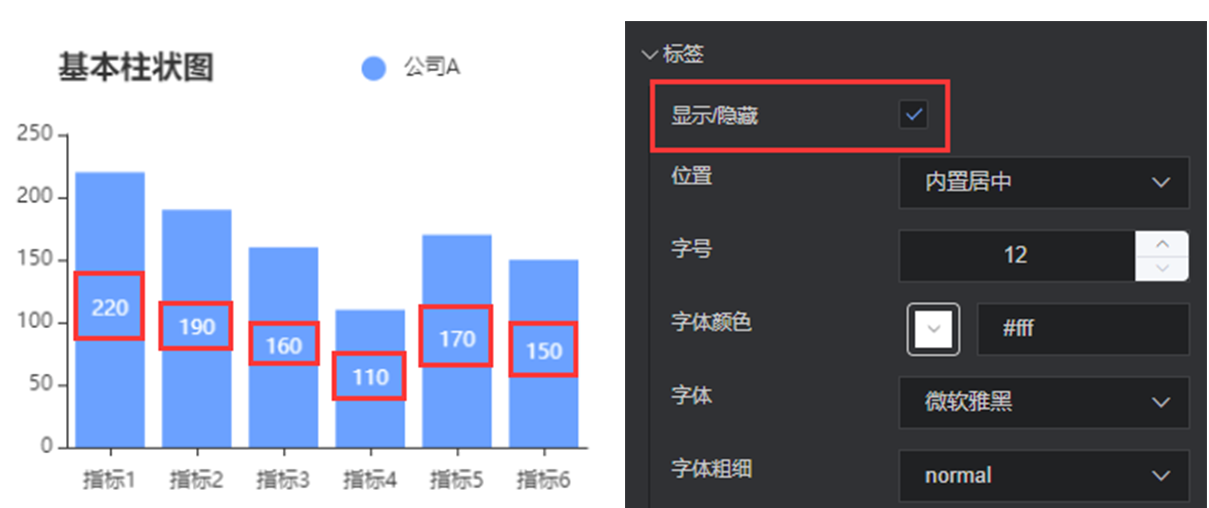 基本柱状图
公司A
250
200
150
100
50
0
220
190
160
110
170
150
指标1
指标2
指标3
指标4
指标5
指标6
标签
显示/隐藏
位置
内置居中
字号
12
字体颜色
#fff
字体
微软雅黑
字体粗细
normal